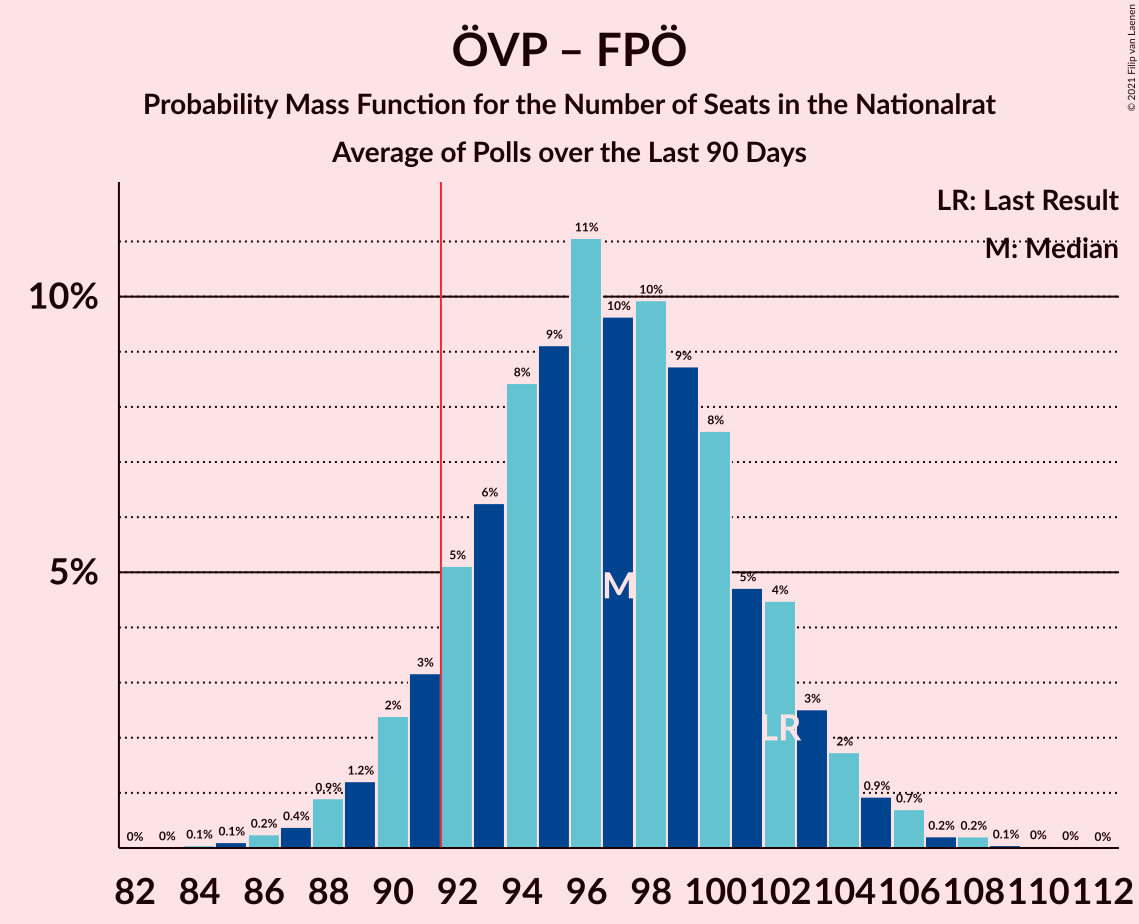 ÖVP – FPÖ
Probability Mass Function for the Number of Seats in the Nationalrat
Average of Polls over the Last 90 Days
© 2021 Filip van Laenen
LR: Last Result
M: Median
10%
5%
0% 0% 0.1% 0.1% 0.2% 0.4% 0.9% 1.2% 2% 3% 5% 6% 8% 9% 11% 10% 10% 9% 8% 5% 4% 3% 2% 0.9% 0.7% 0.2% 0.2% 0.1% 0% 0% 0%
M
LR
82 84 86 88 90 92 94 96 98 100 102 104 106 108 110 112